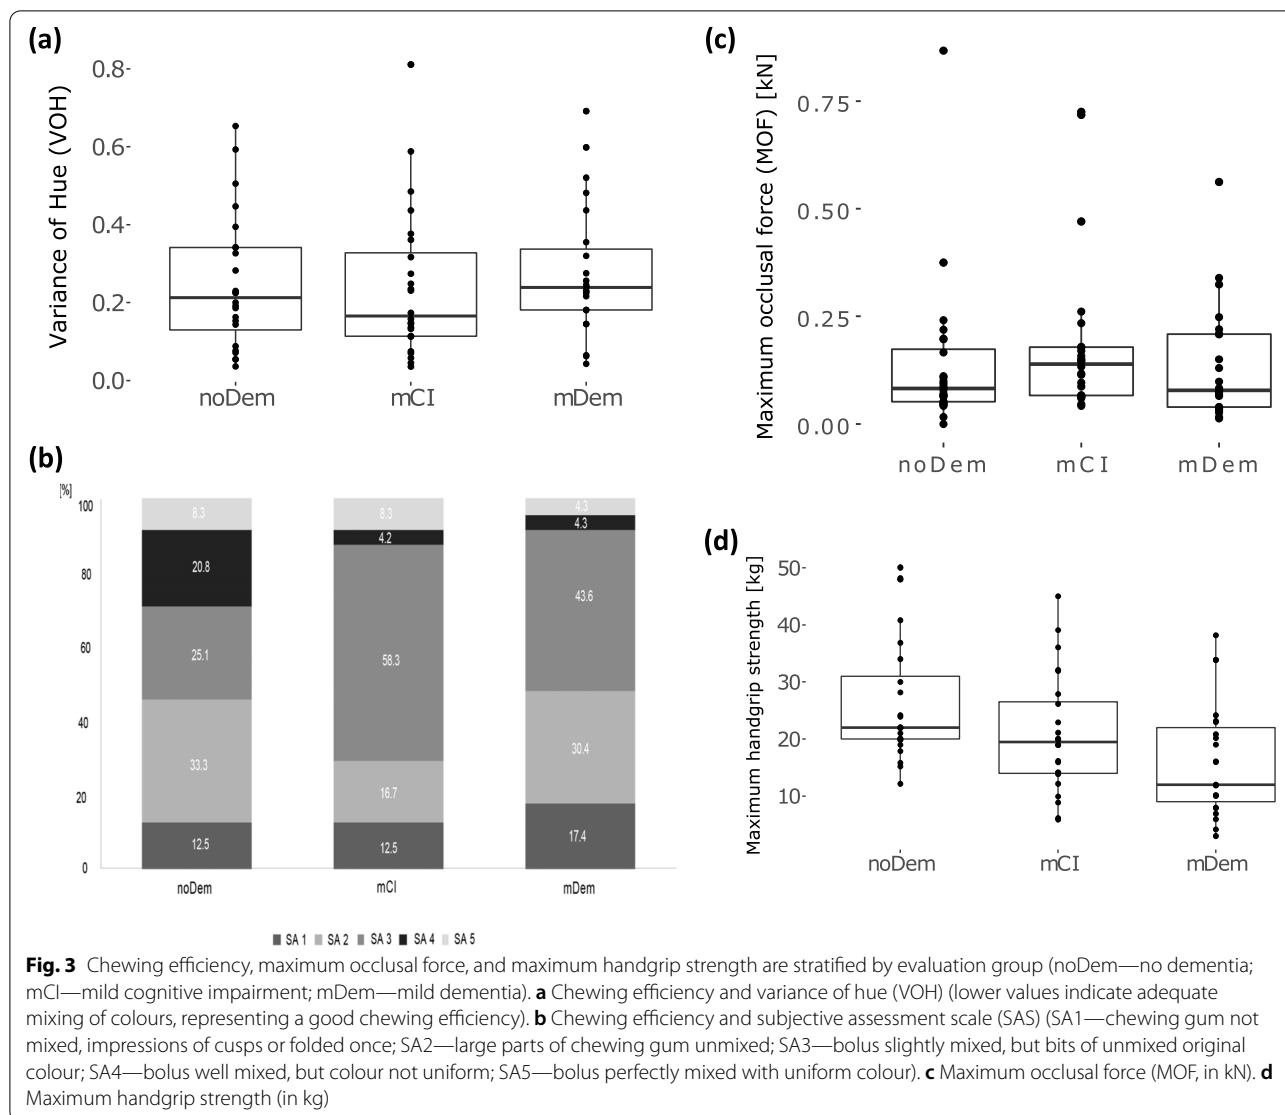 (a)
Variance of Hue (VOH)
0.8-
0.6-
0.4-
0.2-
0.0-
noDem mCI mDem
(b)
[%]
100
80
60
40
20
0
8.3
20.8
25.1
33.3
12.5
8.3
4.2
58.3
16.7
12.5
4.3
4.3
43.6
30.4
17.4
noDem mCI mDem
SA 1 SA 2 SA 3 SA 4 SA 5
(c)
Maximum occlusal force (MOF) [kN]
0.75-
0.50-
0.25-
0.00-
noDem mCI mDem
(d)
Maximum handgrip strength [kg]
50-
40-
30-
20-
10-
noDem mCI mDem
Fig. 3 Chewing efficiency, maximum occlusal force, and maximum handgrip strength are stratified by evaluation group (noDem—no dementia;
mCI—mild cognitive impairment; mDem—mild dementia). a Chewing efficiency and variance of hue (VOH) (lower values indicate adequate
mixing of colours, representing a good chewing efficiency). b Chewing efficiency and subjective assessment scale (SAS) (SA1—chewing gum not
mixed, impressions of cusps or folded once; SA2—large parts of chewing gum unmixed; SA3—bolus slightly mixed, but bits of unmixed original
colour; SA4—bolus well mixed, but colour not uniform; SA5—bolus perfectly mixed with uniform colour). c Maximum occlusal force (MOF, in kN). d
Maximum handgrip strength (in kg)